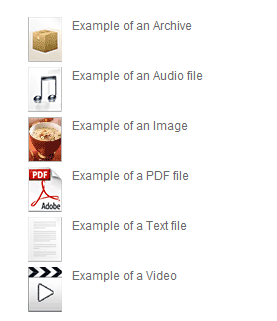 Example of an Archive
Example of an Audio file
Example of an Image
PDF
Adobe
Example of a PDF file
Example of a Text file
Example of a Video